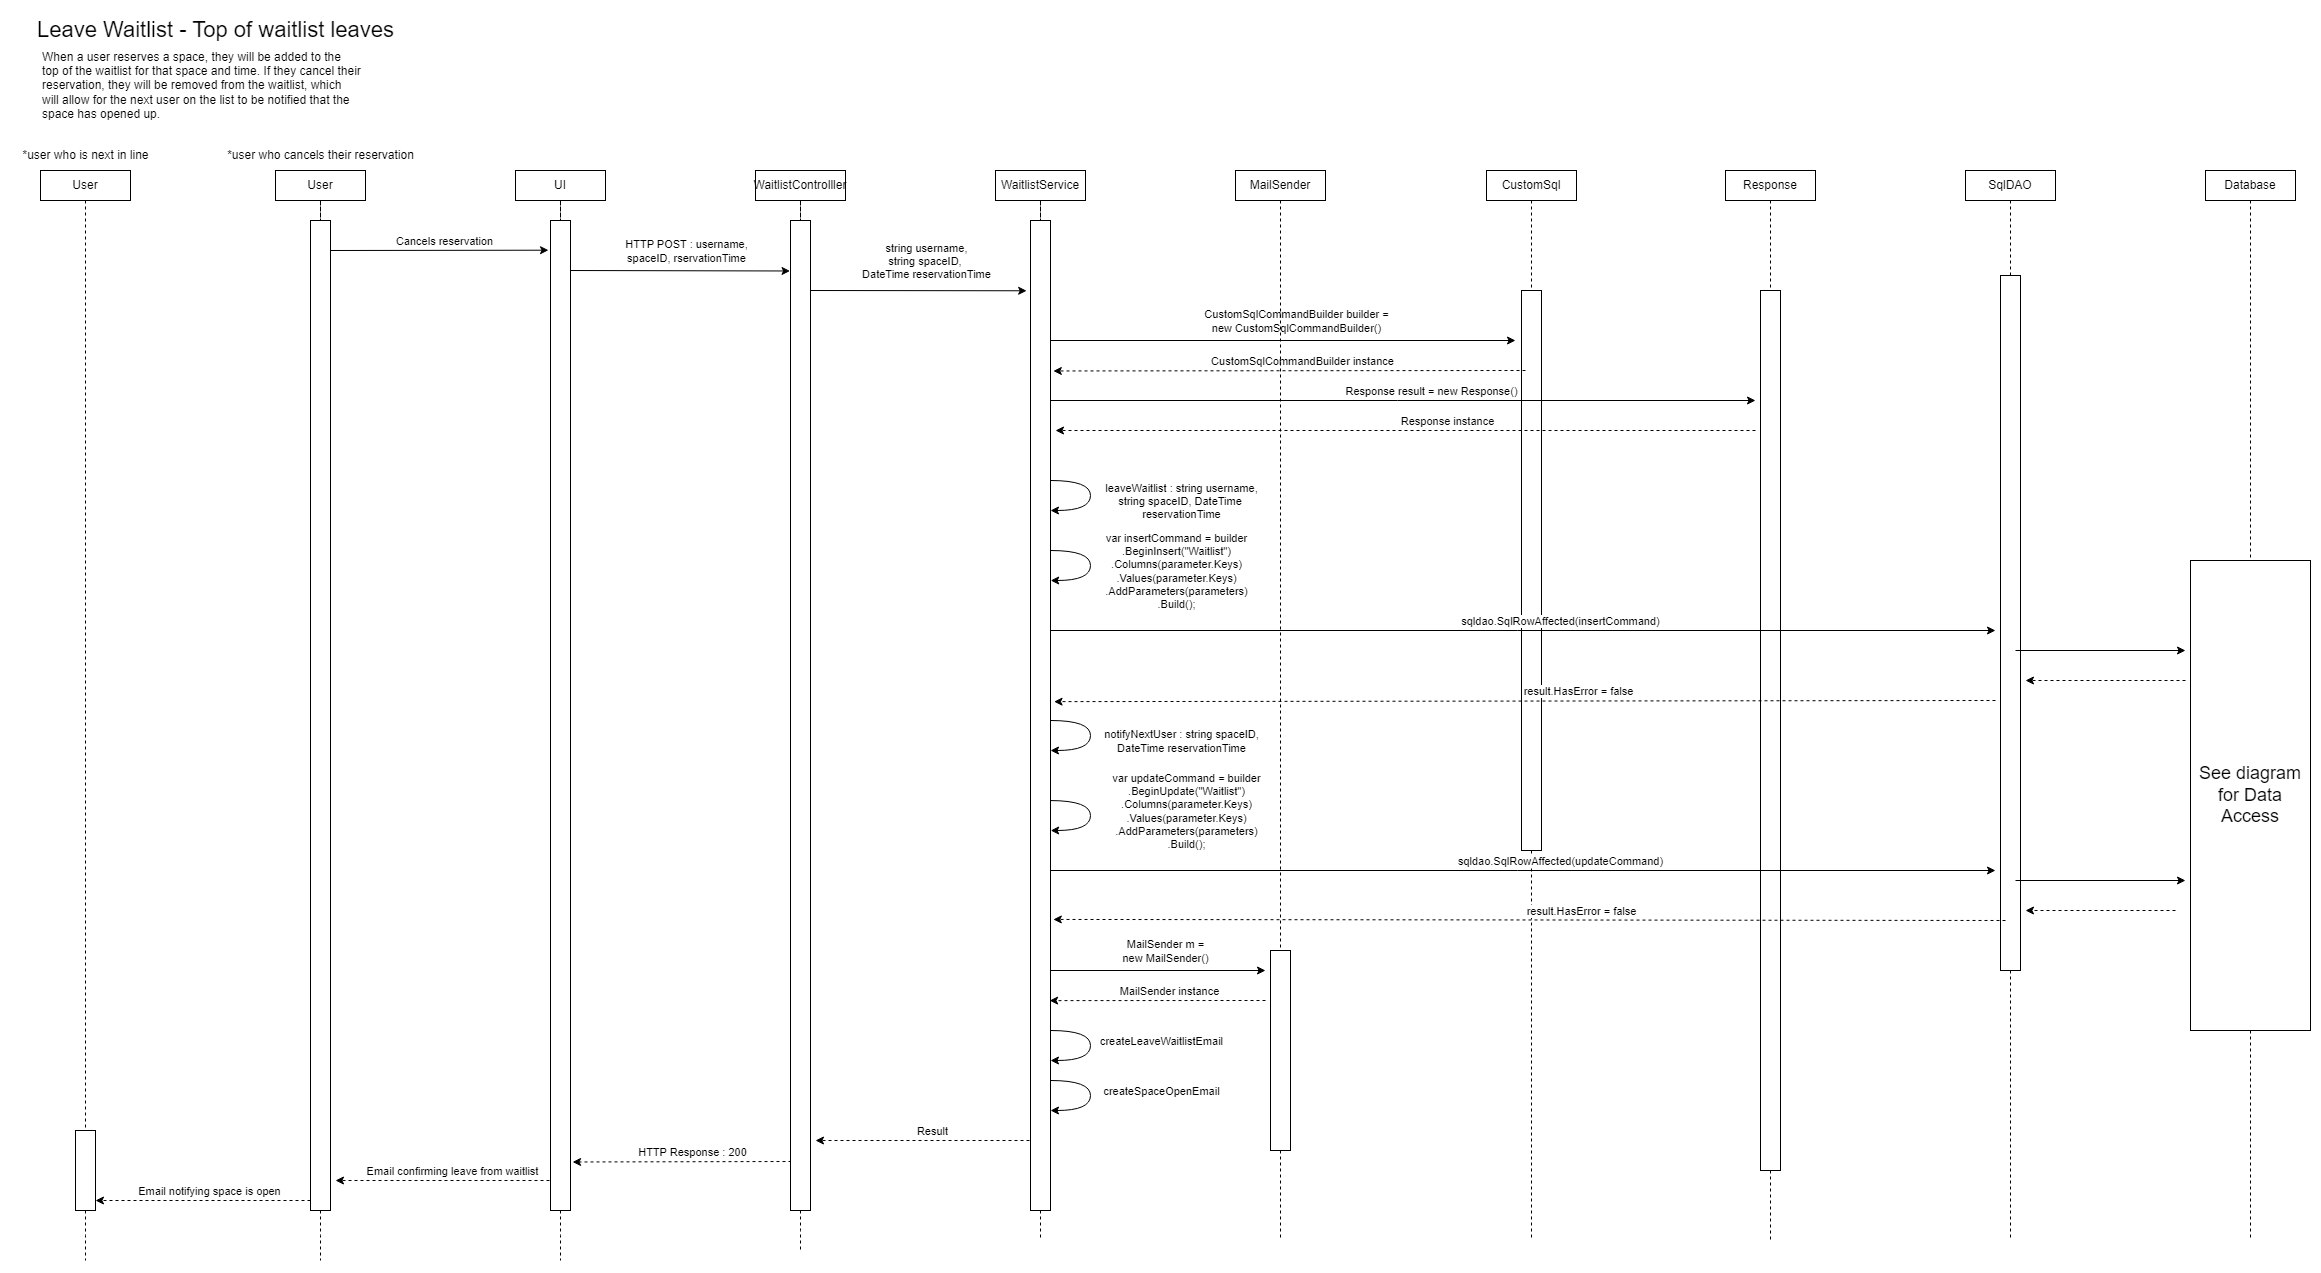 Leave Waitlist - Top of waitlist leaves
When a user reserves a space, they will be added to the
top of the waitlist for that space and time. If they cancel their
reservation, they will be removed from the waitlist, which
will allow for the next user on the list to be notified that the
space has opened up.
*user who is next in line
*user who cancels their reservation
User
User
UI
WaitlistControlller
WaitlistService
MailSender
CustomSql
Response
SqlDAO
Database
Cancels reservation
HTTP POST : username,
spaceID, rservationTime
string username,
string spaceID,
DateTime reservationTime
CustomSqlCommandBuilder builder =
new CustomSqlCommandBuilder()
CustomSqlCommandBuilder instance
Response result = new Response()
Response instance
leaveWaitlist : string username,
string spaceID, DateTime
reservationTime
var insertCommand = builder
.BeginInsert("Waitlist")
.Columns(parameter.Keys)
.Values(parameter.Keys)
.AddParameters(parameters)
.Build();
sqldao.SqlRowAffected(insertCommand)
result.HasError = false
notifyNextUser : string spaceID,
DateTime reservationTime
var updateCommand = builder
.BeginUpdate("Waitlist")
.Columns(parameter.Keys)
.Values(parameter.Keys)
.AddParameters(parameters)
.Build();
See diagram
for Data
Access
sqldao.SqlRowAffected(updateCommand)
result.HasError = false
MailSender m =
new MailSender()
MailSender instance
createLeaveWaitlistEmail
createSpaceOpenEmail
Result
HTTP Response : 200
Email confirming leave from waitlist
Email notifying space is open